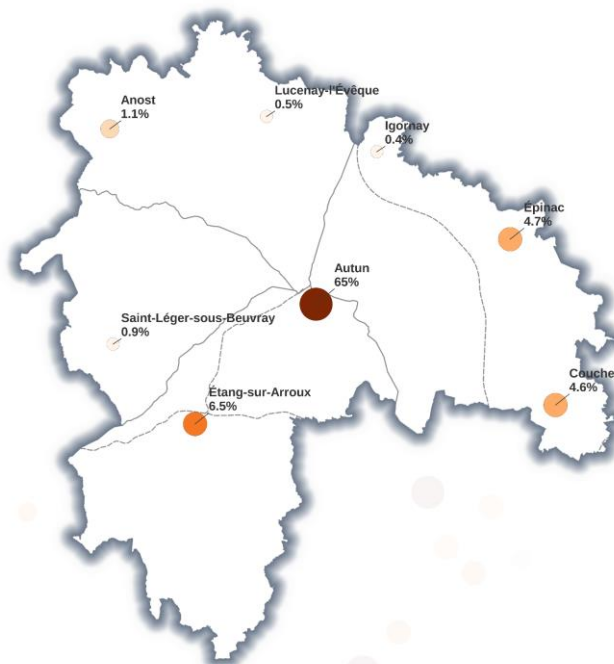 Lucenay-l'Évêque
0.5%
Anost
1.1%
Igornay
0.4%
Épinac
4.7%
Autun
65%
Saint-Léger-sous-Beuvray
0.9%
Couche
4.6%
Étang-sur-Arroux
6.5%